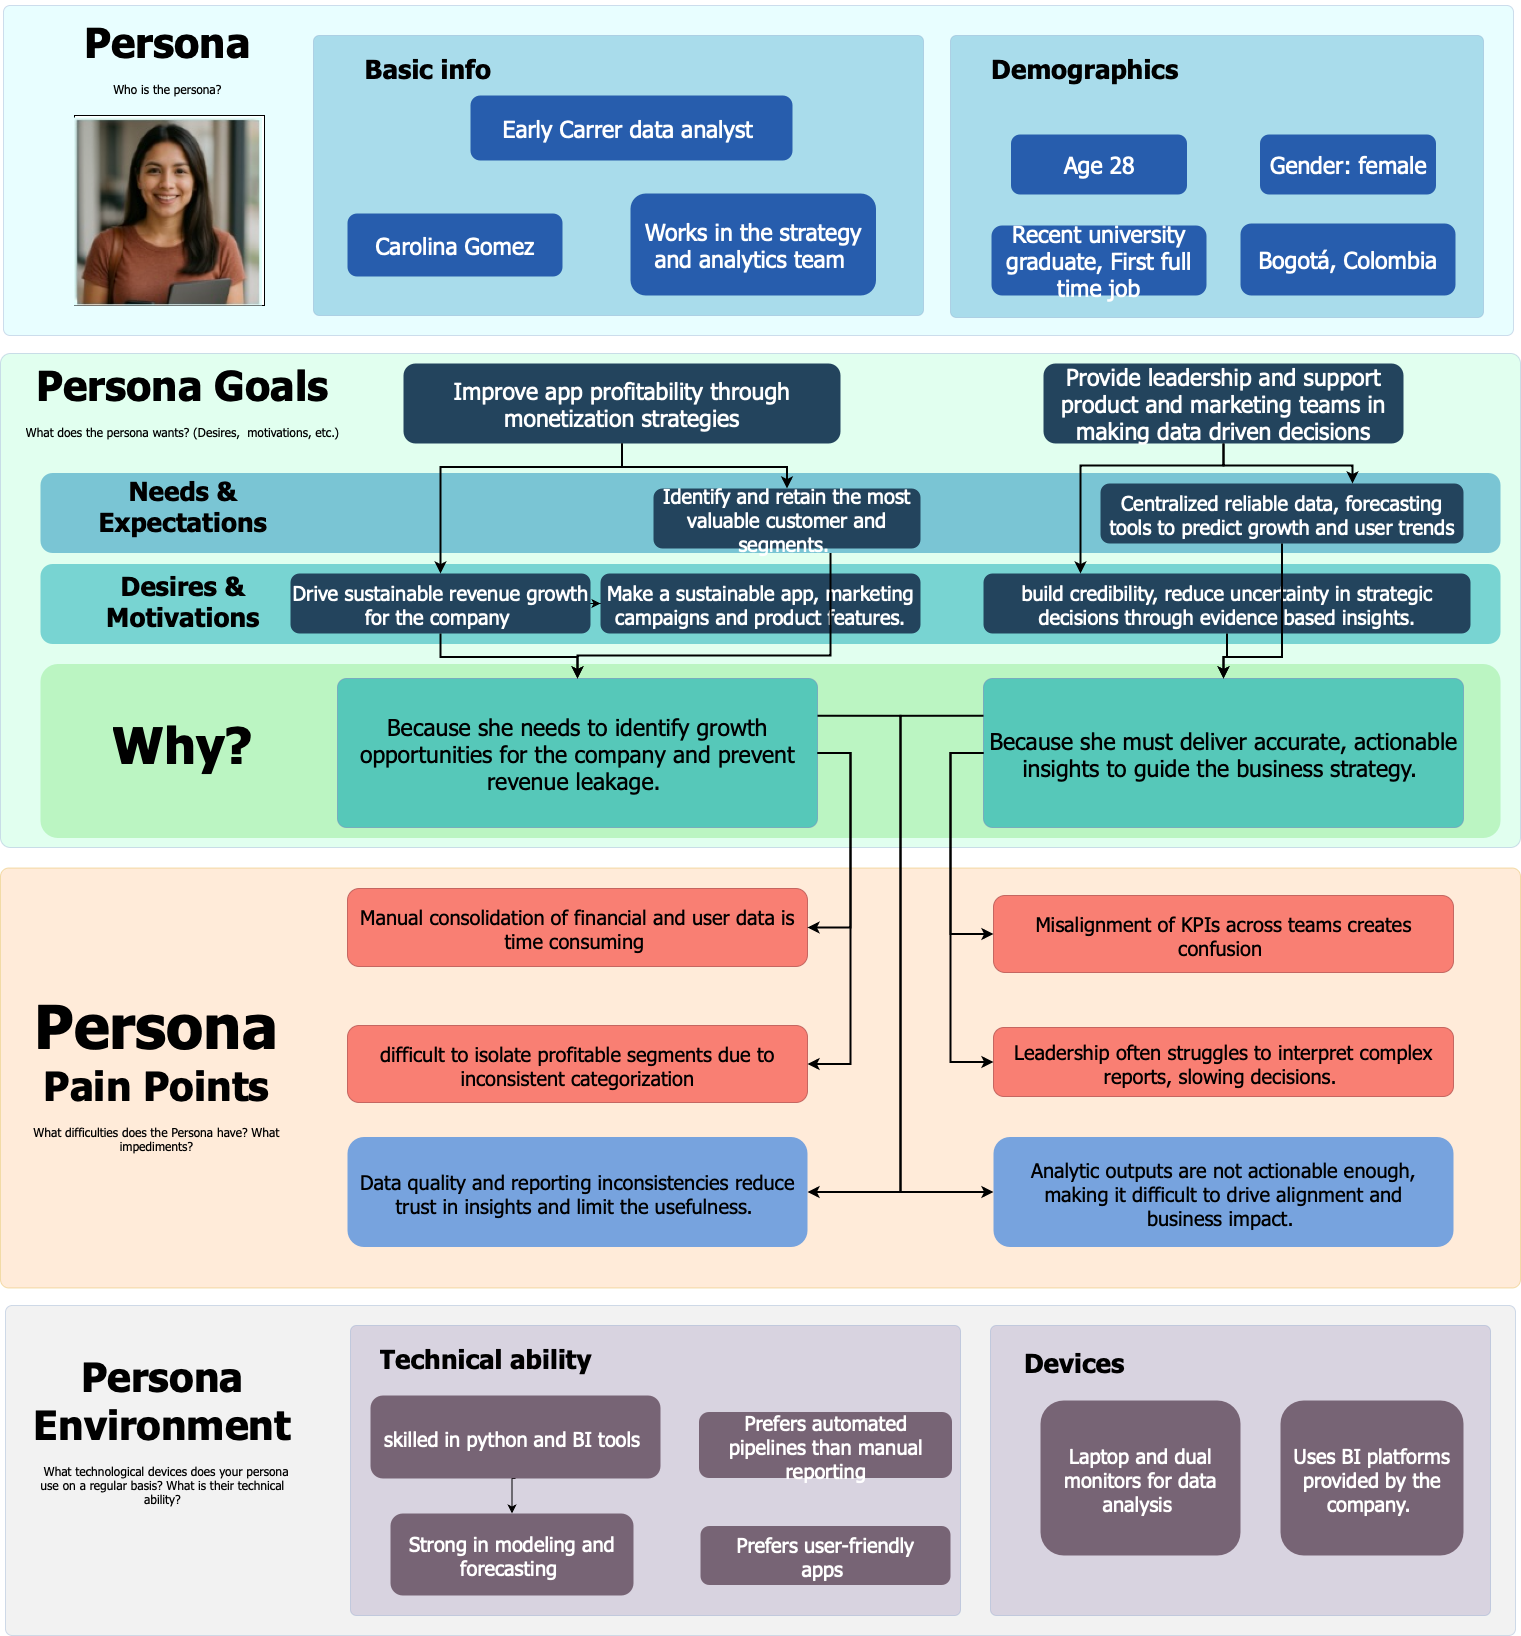 Persona
Who is the persona?
Basic info
Early Carrer data analyst
Carolina Gomez
Works in the strategy
and analytics team
Demographics
Age 28
Gender: female
Recent university
graduate, First full
time job
Bogotá, Colombia
Persona Goals
What does the persona wants? (Desires, motivations, etc.)
Improve app profitability through
monetization strategies
Provide leadership and support
product and marketing teams in
making data driven decisions
Needs &
Expectations
Identify and retain the most
valuable customer and
segments.
Centralized reliable data, forecasting
tools to predict growth and user trends
Desires &
Motivations
Drive sustainable revenue growth
for the company
Make a sustainable app, marketing
campaigns and product features.
build credibility, reduce uncertainty in strategic
decisions through evidence based insights.
Why?
Because she needs to identify growth
opportunities for the company and prevent
revenue leakage.
Because she must deliver accurate, actionable
insights to guide the business strategy.
Persona
Pain Points
What difficulties does the Persona have? What
impediments?
Manual consolidation of financial and user data is
time consuming
Misalignment of KPIs across teams creates
confusion
difficult to isolate profitable segments due to
inconsistent categorization
Leadership often struggles to interpret complex
reports, slowing decisions.
Data quality and reporting inconsistencies reduce
trust in insights and limit the usefulness.
Analytic outputs are not actionable enough,
making it difficult to drive alignment and
business impact.
Persona
Environment
What technological devices does your persona
use on a regular basis? What is their technical
ability?
Technical ability
skilled in python and BI tools
Prefers automated
pipelines than manual
reporting
Strong in modeling and
forecasting
Prefers user-friendly
apps
Devices
Laptop and dual
monitors for data
analysis
Uses BI platforms
provided by the
company.